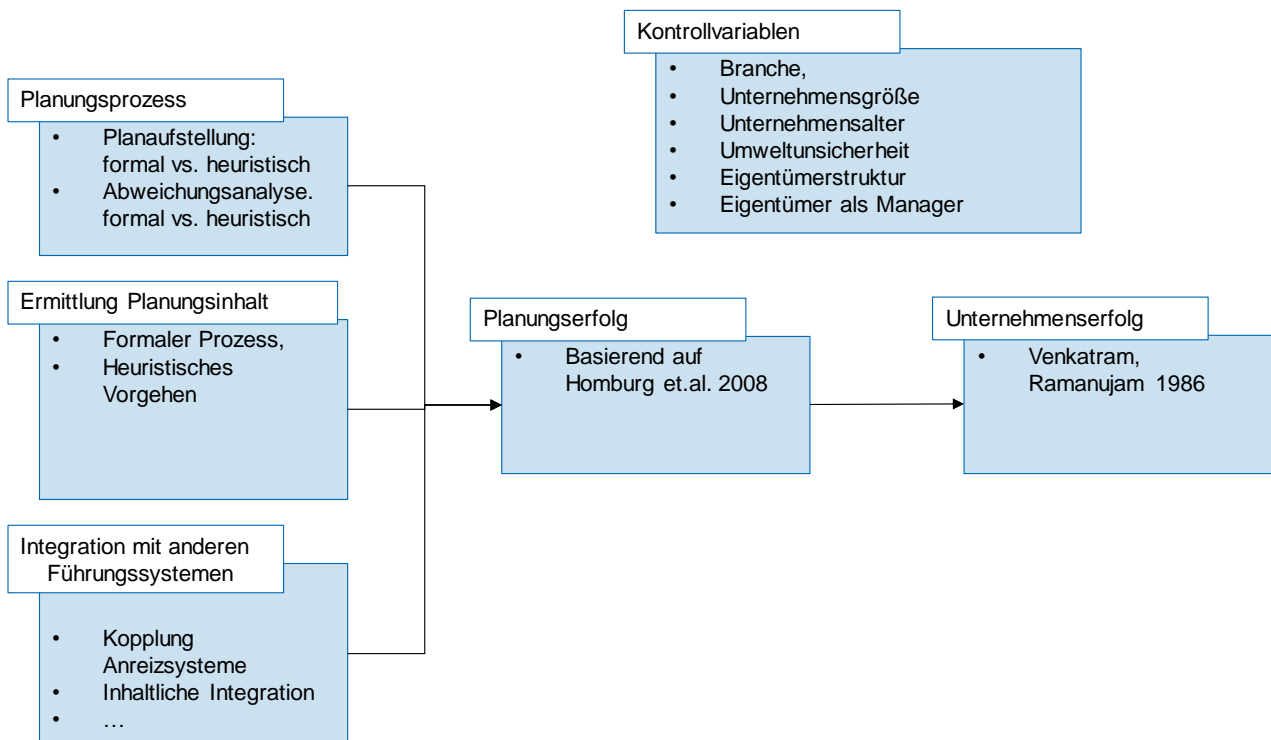 Kontrollvariablen
• Branche,
• Unternehmensgröße
• Unternehmensalter
• Umweltunsicherheit
• Eigentümerstruktur
• Eigentümer als Manager
Planungsprozess
• Planaufstellung:
formal vs. heuristisch
• Abweichungsanalyse.
formal vs. heuristisch
Ermittlung Planungsinhalt
• Formaler Prozess,
• Heuristisches
Vorgehen
Integration mit anderen
Führungssystemen
• Kopplung
Anreizsysteme
• Inhaltliche Integration
• …
Planungserfolg
• Basierend auf
Homburg et.al. 2008
Unternehmenserfolg
• Venkatram,
Ramanujam 1986